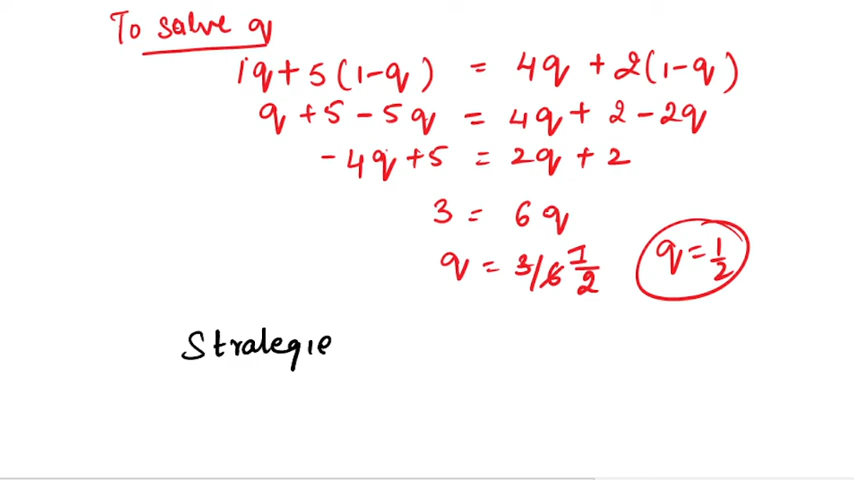 To solve q
1q + 5(1-q) = 4q + 2(1-q)
q + 5 - 5q = 4q + 2 - 2q
- 4q + 5 = 2q + 2
3 = 6q
q = 3/6 1/2
q = 1/2
Strategie